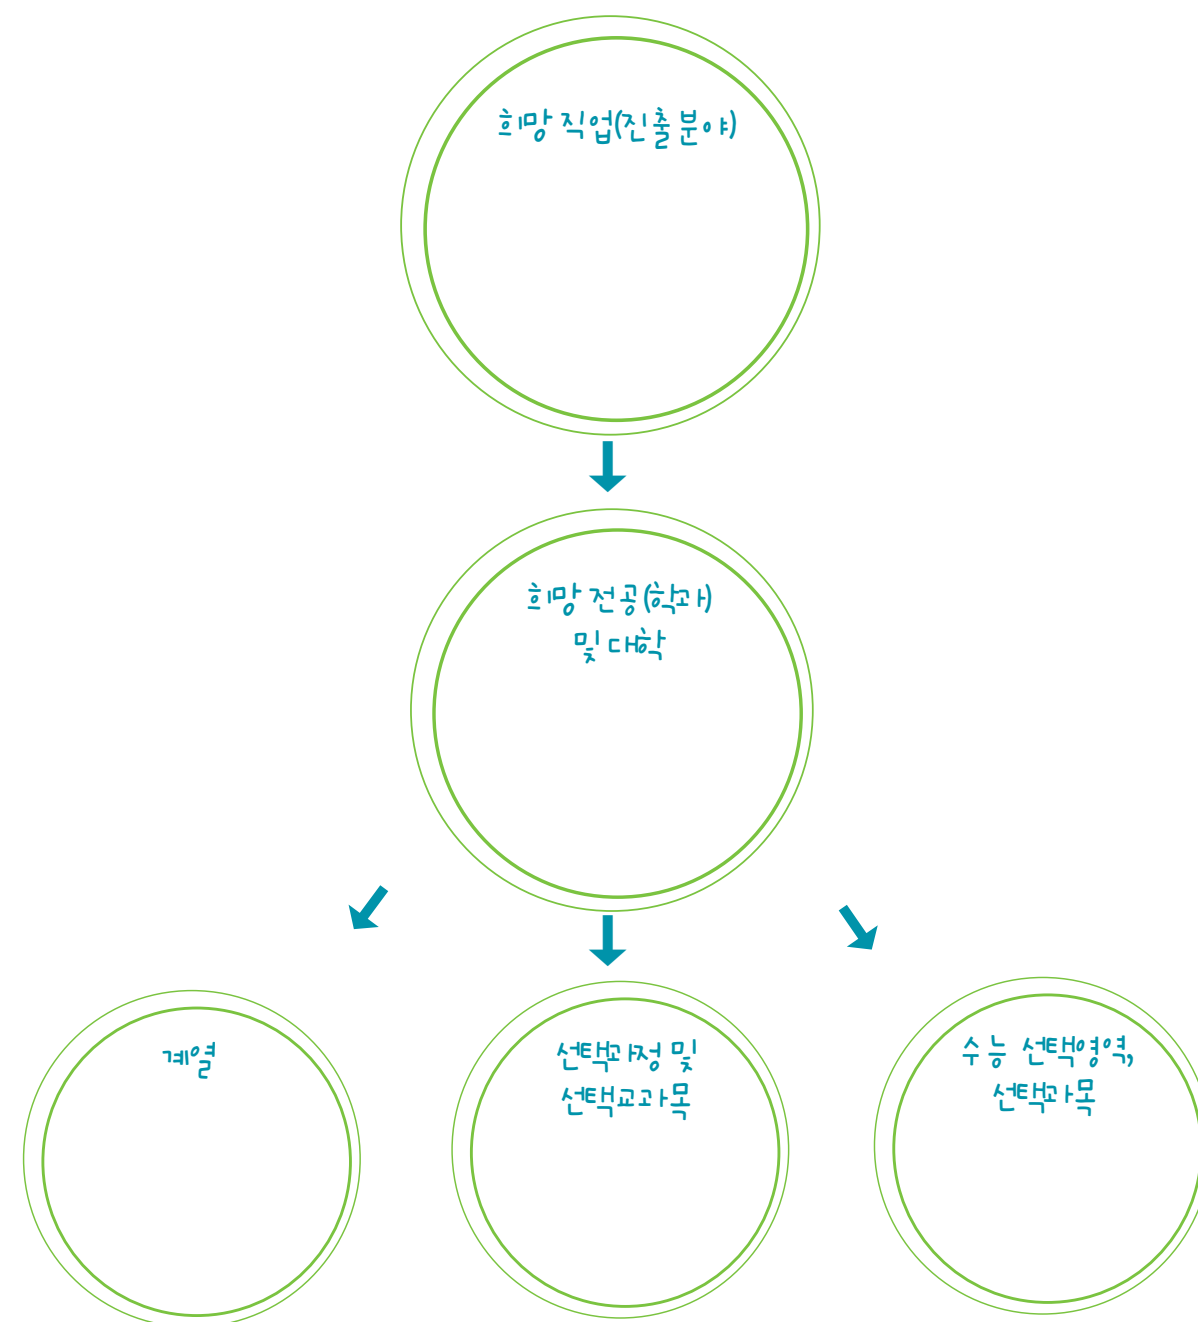 희망 직업(진출 분야)
희망 전공(학과)
및 대학
계열
선택과정 및
선택교과목
수능 선택영역,
선택과목